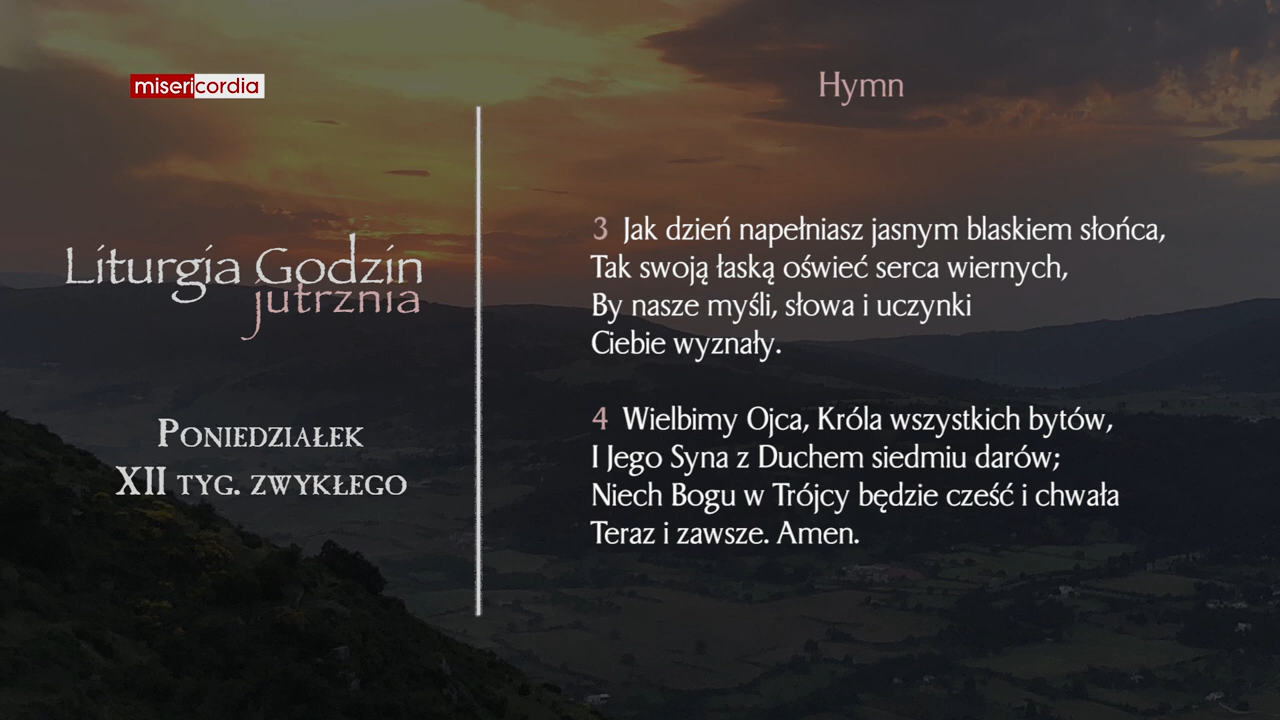 misericordia
Liturgia Godzin
jutrznia
Poniedziałek
XII tyg. zwykłego
Hymn
3 Jak dzień napełniasz jasnym blaskiem słońca,
Tak swoją łaską oświeć serca wiernych,
By nasze myśli, słowa i uczynki
Ciebie wyznały.
4 Wielbimy Ojca, Króla wszystkich bytów,
I Jego Syna z Duchem siedmiu darów;
Niech Bogu w Trójcy będzie cześć i chwała
Teraz i zawsze. Amen.